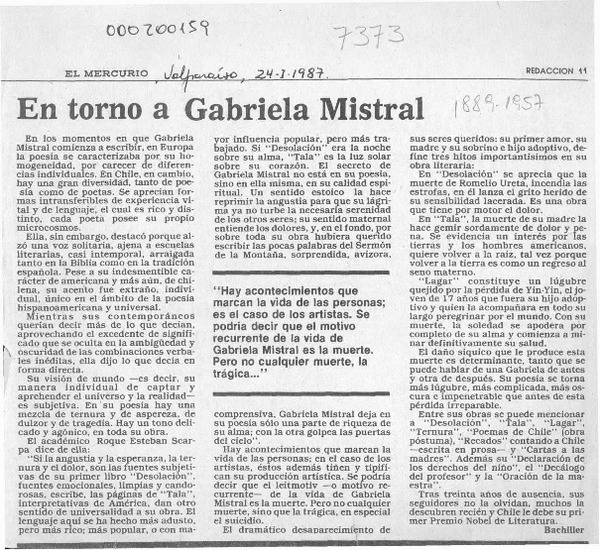 000200159
7373
EL MERCURIO, Valparaíso, 24-I-1987.
REDACCION 11
En torno a Gabriela Mistral
1889-1957
En los momentos en que Gabriela
Mistral comienza a escribir, en Europa
la poesía se caracterizaba por su ho-
mogeneidad, por carecer de diferen-
cias individuales. En Chile, en cambio,
hay una gran diversidad, tanto de poe-
sía como de poetas. Se aprecian for-
mas intransferibles de experiencia vi-
tal y de lenguaje, el cual es rico y dis-
tinto, cada poeta posee su propio
microcosmos.
Ella, sin embargo, destacó porque al-
zó una voz solitaria, ajena a escuelas
literarias, casi intemporal, arraigada
tanto en la Biblia como en la tradición
española. Pese a su indesmentible ca-
rácter de americana y más aún, de chi-
lena, su acento fue extraño, indivi-
dual, único en el ámbito de la poesía
hispanoamericana y universal.
Mientras sus contemporáneos
querían decir más de lo que decían,
aprovechando el excedente de signifi-
cado que se oculta en la ambigüedad y
oscuridad de las combinaciones verba-
les inéditas, ella dijo lo que decía en
forma directa.
Su visión de mundo —es decir, su
manera individual de captar y
aprehender el universo y la realidad—
es subjetiva. En su poesía hay una
mezcla de ternura y de aspereza, de
dulzor y de tragedia. Hay un tono deli-
cado y agónico, en toda su obra.
El académico Roque Esteban Scar-
pa dice de ella:
"Si la angustia y la esperanza, la ter-
nura y el dolor, son las fuentes subjeti-
vas de su primer libro "Desolación",
fuentes emocionales, limpias y cando-
rosas, escribe, las páginas de "Tala",
interpretativas de América, dan otro
sentido de universalidad a su obra. El
lenguaje aquí se ha hecho más adusto,
pero más rico; más popular, o con ma-
yor influencia popular, pero más tra-
bajado. Si "Desolación" era la noche
sobre su alma, "Tala" es la luz solar
sobre su corazón. El secreto de
Gabriela Mistral no está en su poesía,
sino en ella misma, en su calidad espi-
ritual. Un sentido estoico la hace
reprimir la angustia para que su lágri-
ma ya no turbe la necesaria serenidad
de los otros seres; su sentido maternal
entiende los dolores, y, en el fondo, por
sobre toda su obra hubiera querido
escribir las pocas palabras del Sermón
de la Montaña, sorprendida, avizora,
"Hay acontecimientos que
marcan la vida de las personas;
es el caso de los artistas. Se
podría decir que el motivo
recurrente de la vida de
Gabriela Mistral es la muerte.
Pero no cualquier muerte, la
trágica..."
comprensiva, Gabriela Mistral deja en
su poesía sólo una parte de riqueza de
su alma; con la otra golpea las puertas
del cielo".
Hay acontecimientos que marcan la
vida de las personas; en el caso de los
artistas, éstos además tiñen y tipifi-
can su producción artística. Se podría
decir que el leitmotiv —o motivo re-
currente— de la vida de Gabriela
Mistral es la muerte. Pero no cualquier
muerte, sino la trágica, en especial
el suicidio.
El dramático desaparecimiento de
sus seres queridos: su primer amor, su
madre y su sobrino e hijo adoptivo, de-
fine tres hitos importantísimos en su
obra literaria:
En "Desolación" se aprecia que la
muerte de Romelio Ureta, incendia las
estrofas, en él lanza el grito herido de
su sensibilidad lacerada. Es una obra
que tiene por motor el dolor.
En "Tala", la muerte de su madre la
hace gemir sordamente de dolor y pe-
na. Se evidencia un interés por las
tierras y los hombres americanos,
quiere volver a la raíz, tal vez porque
volver a la tierra es como un regreso al
seno materno.
"Lagar" constituye un lúgubre
quejido por la pérdida de Yin-Yin, el jo-
ven de 17 años que fuera su hijo adopti-
vo y quien la acompañara en todo su
largo peregrinar por el mundo. Con su
muerte, la soledad se apodera por
completo de su alma y comienza a mi-
nar definitivamente su salud.
El daño síquico que le produce esta
muerte es determinante, tanto que se
puede hablar de una Gabriela de antes
y otra de después. Su poesía se torna
más lúgubre, más complicada, más os-
cura e impenetrable que antes de esta
pérdida irreparable.
Entre sus obras se puede mencionar
a "Desolación", "Tala", "Lagar",
"Ternura", "Poemas de Chile" (obra
póstuma), "Recados" contando a Chile
—escrita en prosa— y "Cartas a las
madres". Además su "Declaración de
los derechos del niño", el "Decálogo
del profesor" y la "Oración de la ma-
estra".
Tras treinta años de ausencia, sus
seguidores no la olvidan, muchos la
descubren recién y Chile le debe su pri-
mer Premio Nobel de Literatura.
Bachiller